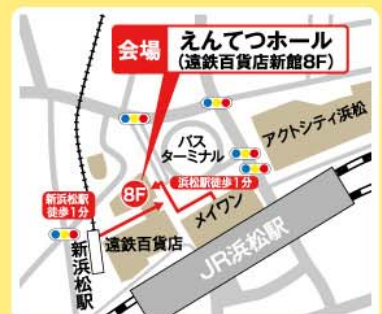 会場
えんてつホール
(遠鉄百貨店新館8F)
アクトシティ浜松
バス
ターミナル
8F
浜松駅徒歩1分
新浜松駅
徒歩1分
メイワン
遠鉄百貨店
新浜松駅
JR浜松駅